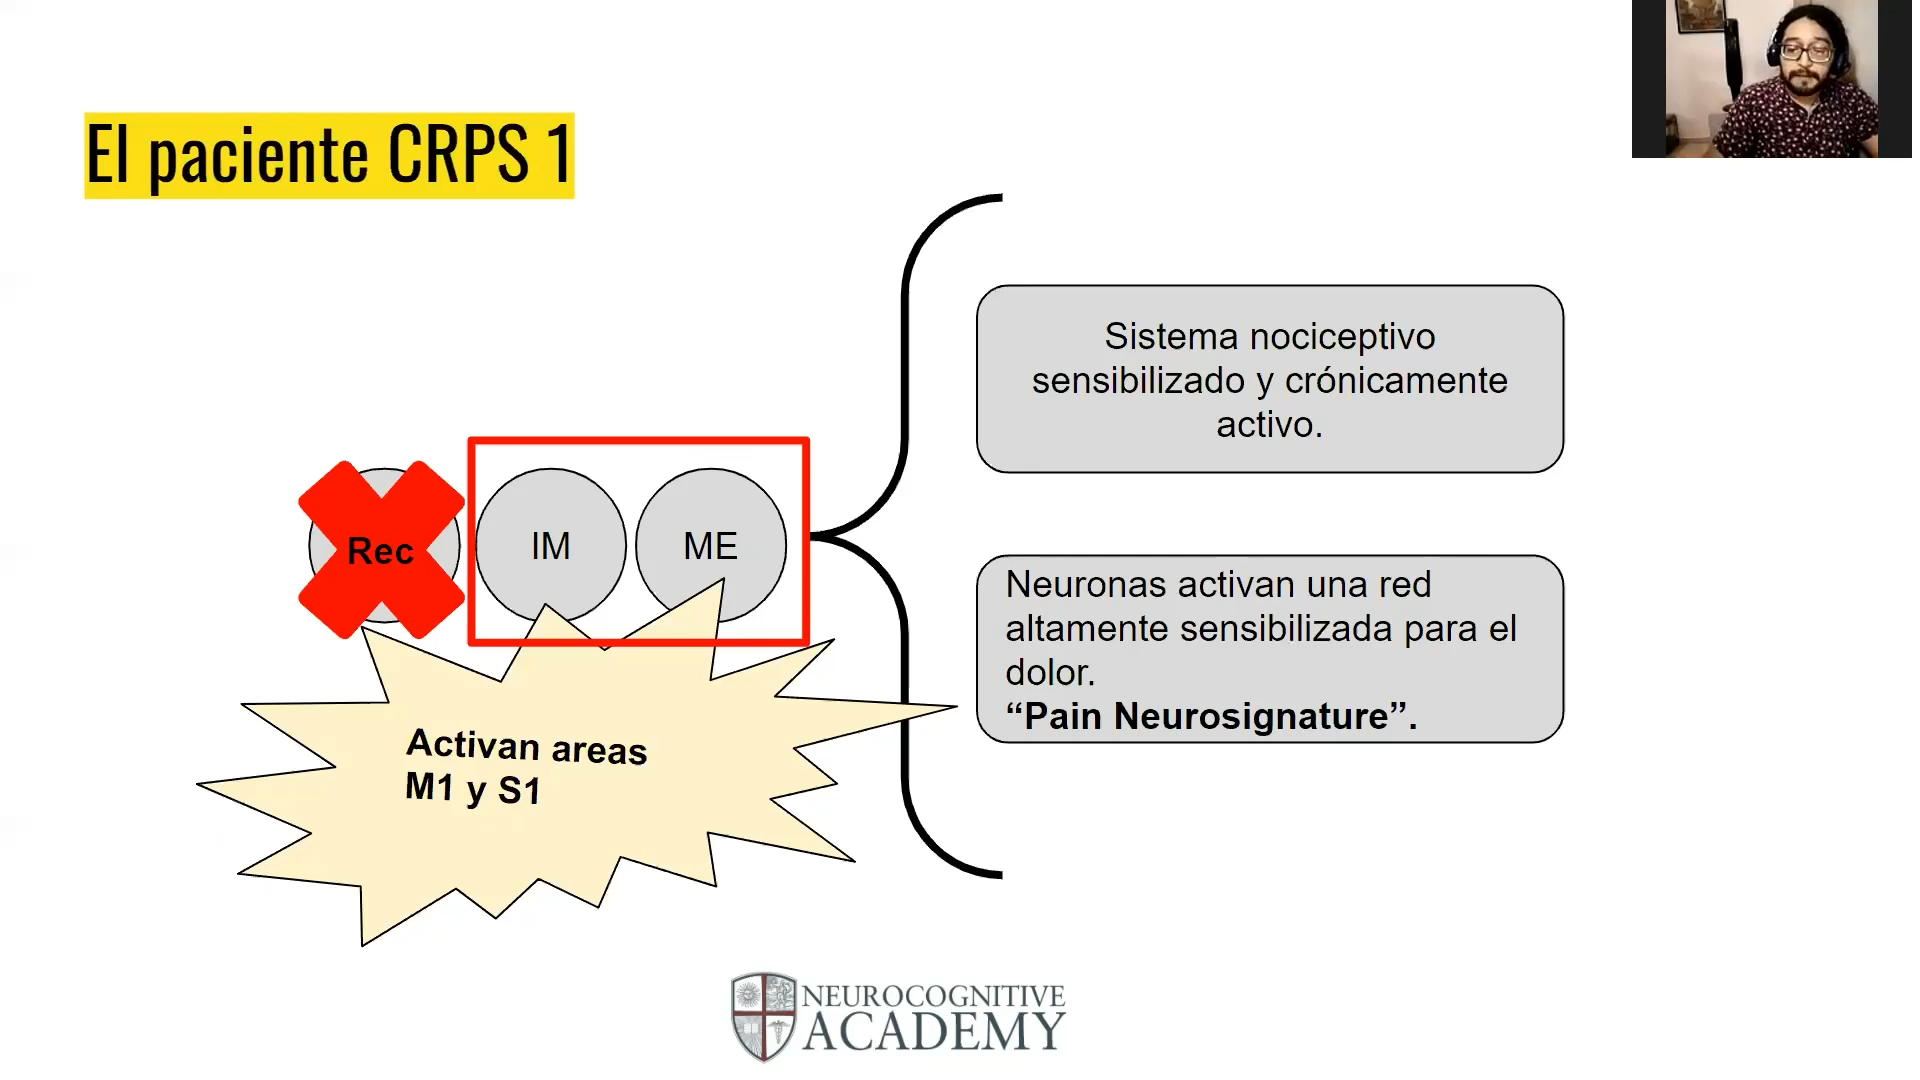 El paciente CRPS 1
Sistema nociceptivo
sensibilizado y crónicamente
activo.
Rec
IM
ME
Neuronas activan una red
altamente sensibilizada para el
dolor.
“Pain Neurosignature”.
Activan areas
M1 y S1
NEUROCOGNITIVE
ACADEMY